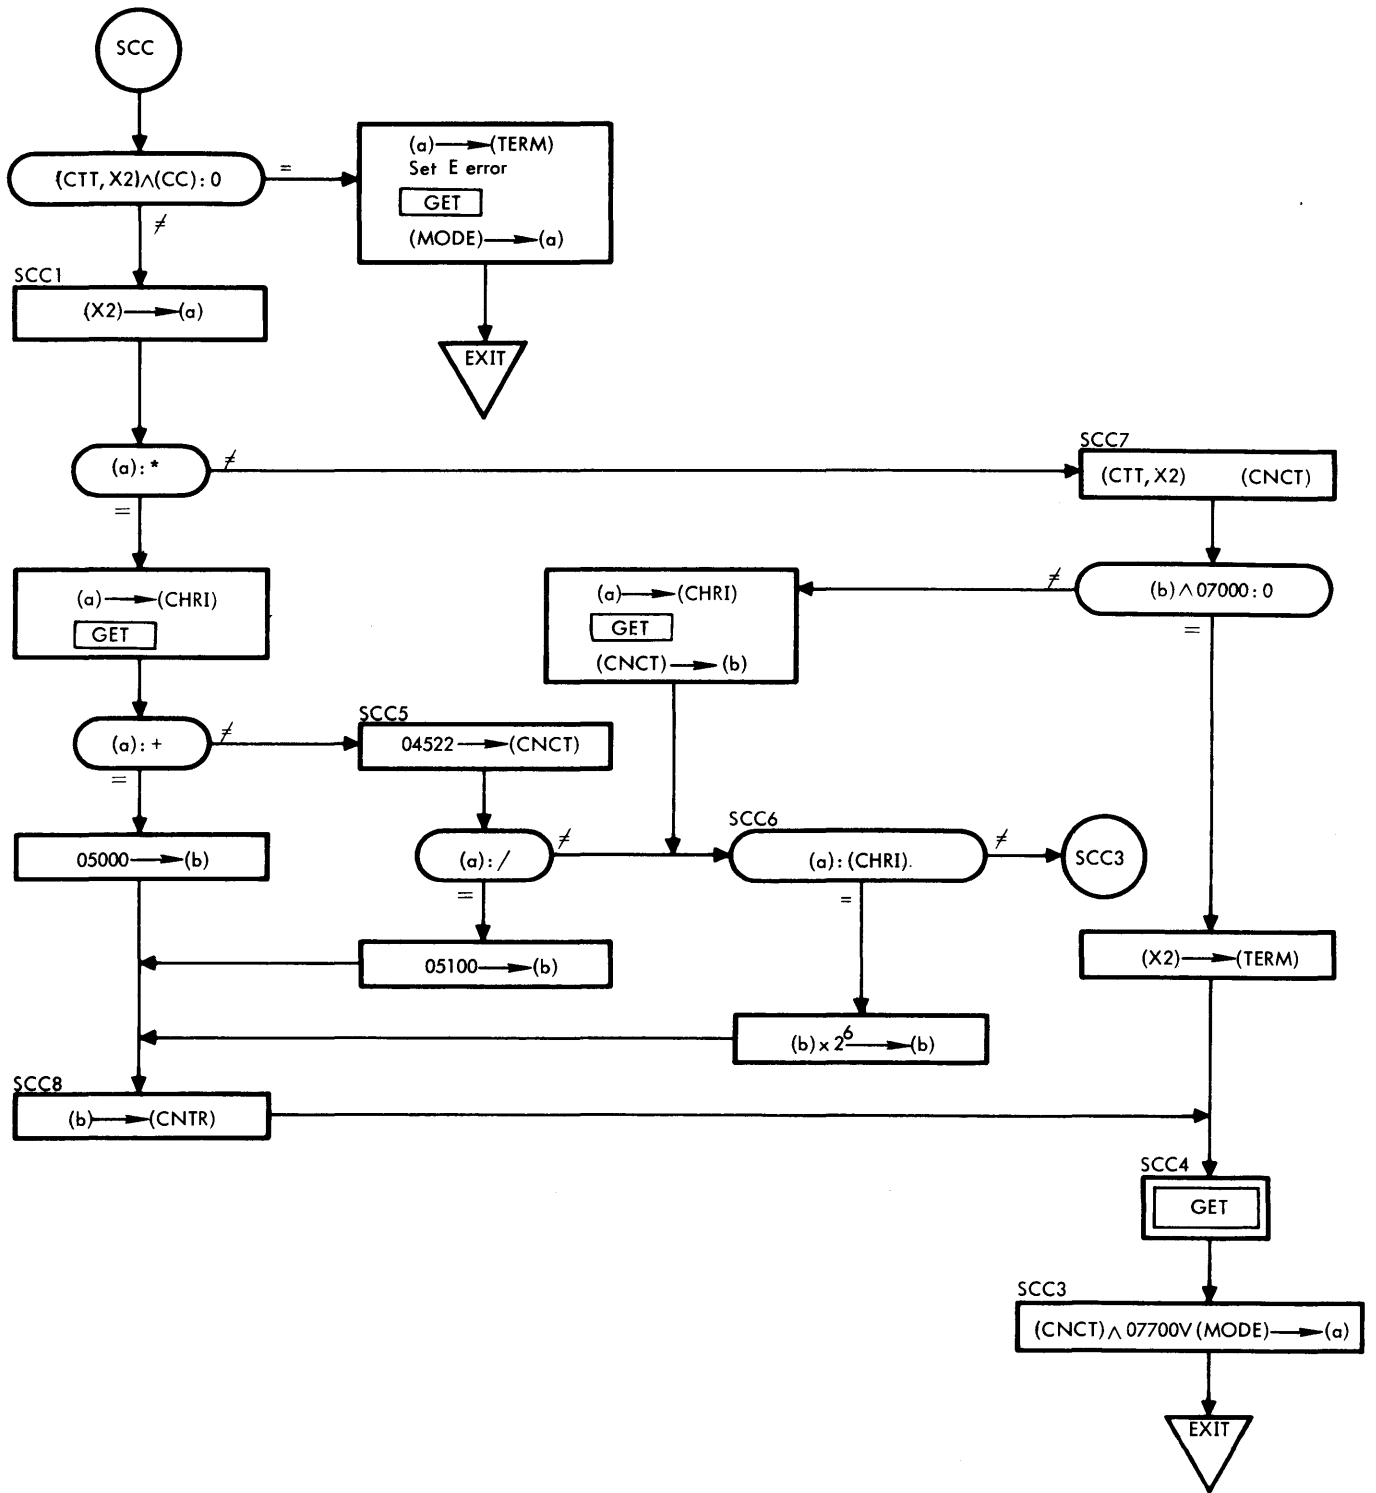 SCC
(CTT, X2)∧(CC) : 0
=
≠
(a)→(TERM)
Set E error
GET
(MODE)→(a)
EXIT
SCC1
(X2)→(a)
(a) : *
≠
=
SCC7
(CTT, X2) (CNCT)
(b)∧07000 : 0
≠
=
(a)→(CHRI)
GET
(a)→(CHRI)
GET
(CNCT)→(b)
(a) : +
≠
=
SCC5
04522→(CNCT)
05000→(b)
(a) : /
≠
=
SCC6
(a) : (CHRI).
≠
=
SCC3
05100→(b)
(X2)→(TERM)
(b) x 2⁶→(b)
SCC8
(b)→(CNTR)
SCC4
GET
SCC3
(CNCT)∧07700V(MODE)→(a)
EXIT